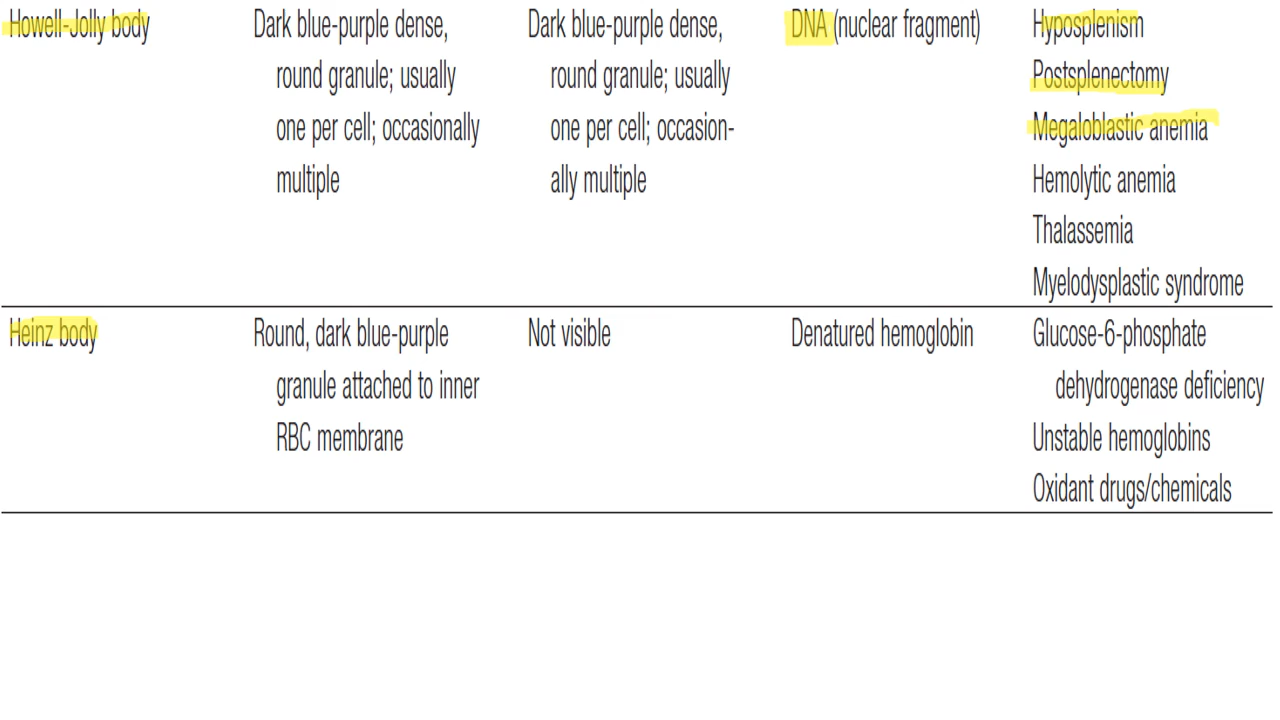 Howell-Jolly body
Dark blue-purple dense,
round granule; usually
one per cell; occasionally
multiple
Dark blue-purple dense,
round granule; usually
one per cell; occasion-
ally multiple
DNA (nuclear fragment)
Hyposplenism
Postsplenectomy
Megaloblastic anemia
Hemolytic anemia
Thalassemia
Myelodysplastic syndrome
Heinz body
Round, dark blue-purple
granule attached to inner
RBC membrane
Not visible
Denatured hemoglobin
Glucose-6-phosphate
dehydrogenase deficiency
Unstable hemoglobins
Oxidant drugs/chemicals